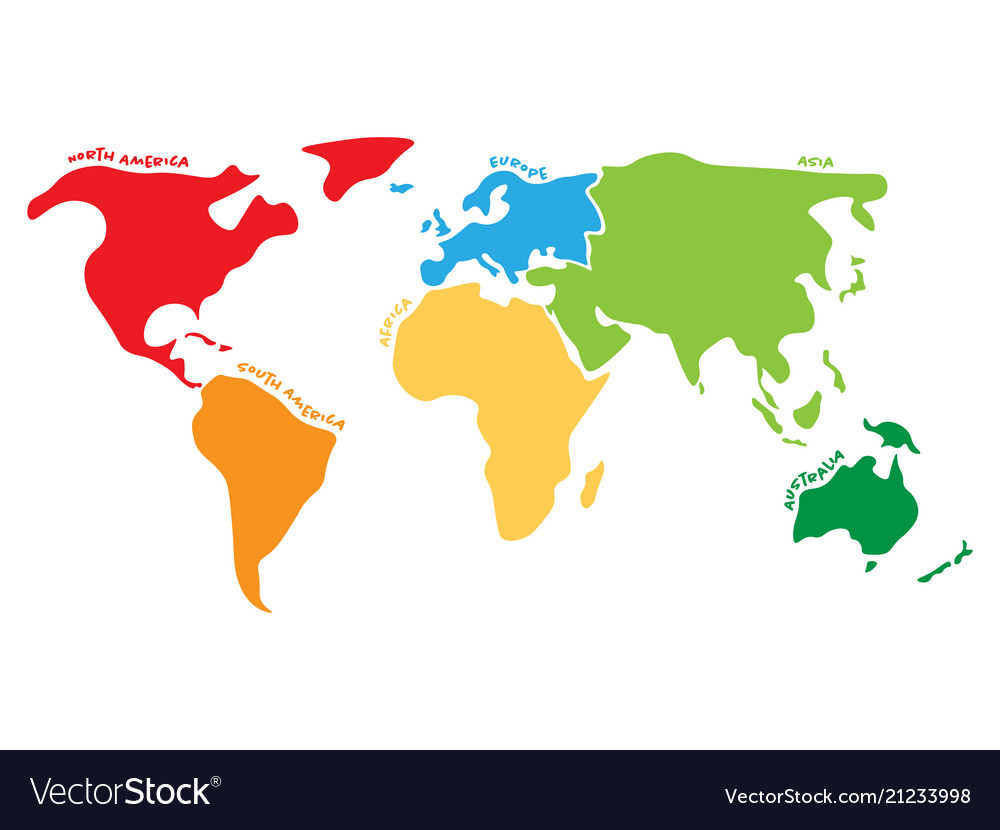 NORTH AMERICA
EUROPE
ASIA
AFRICA
SOUTH AMERICA
AUSTRALIA
VectorStock®
VectorStock.com/21233998